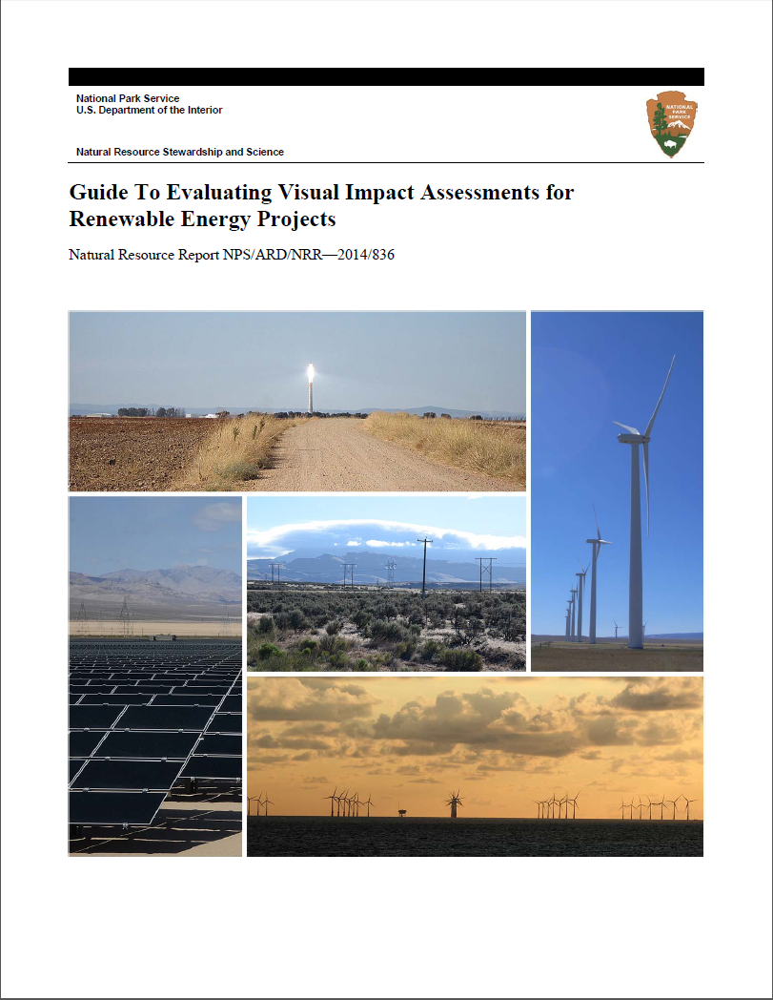 National Park Service
U.S. Department of the Interior
NATIONAL
PARK
SERVICE
Natural Resource Stewardship and Science
Guide To Evaluating Visual Impact Assessments for
Renewable Energy Projects
Natural Resource Report NPS/ARD/NRR—2014/836